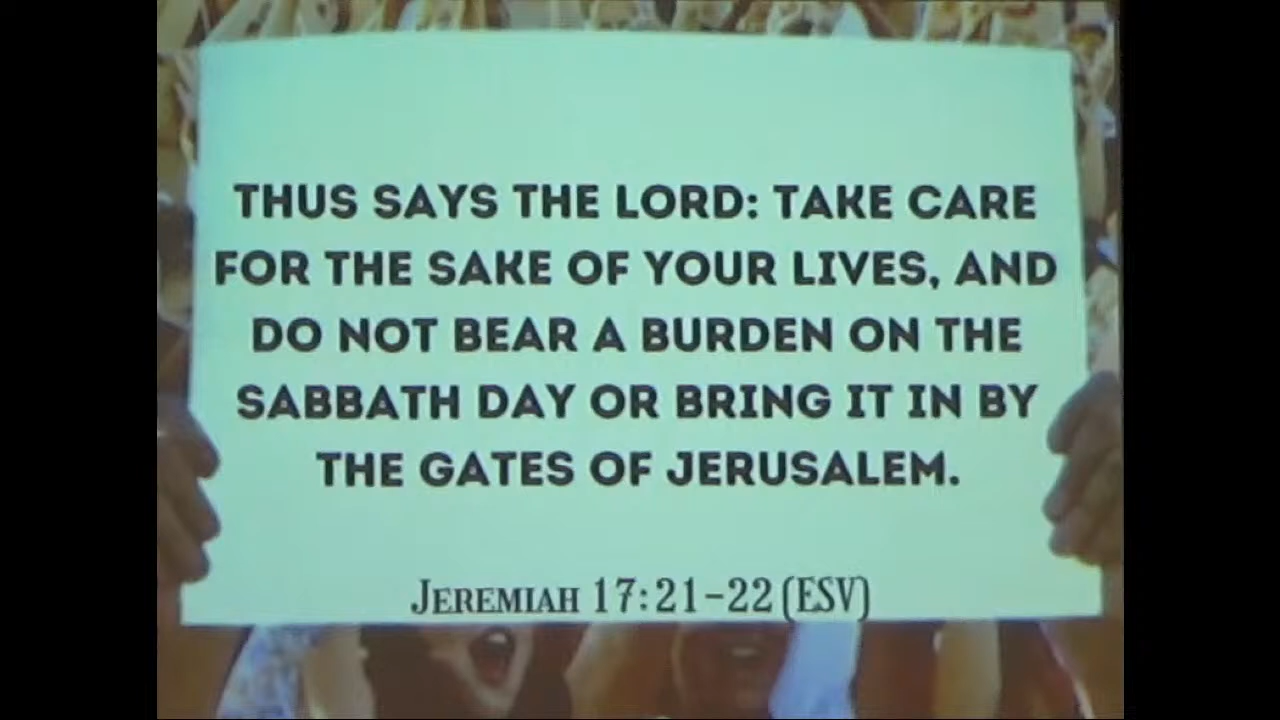 THUS SAYS THE LORD: TAKE CARE
FOR THE SAKE OF YOUR LIVES, AND
DO NOT BEAR A BURDEN ON THE
SABBATH DAY OR BRING IT IN BY
THE GATES OF JERUSALEM.
JEREMIAH 17:21-22 (ESV)